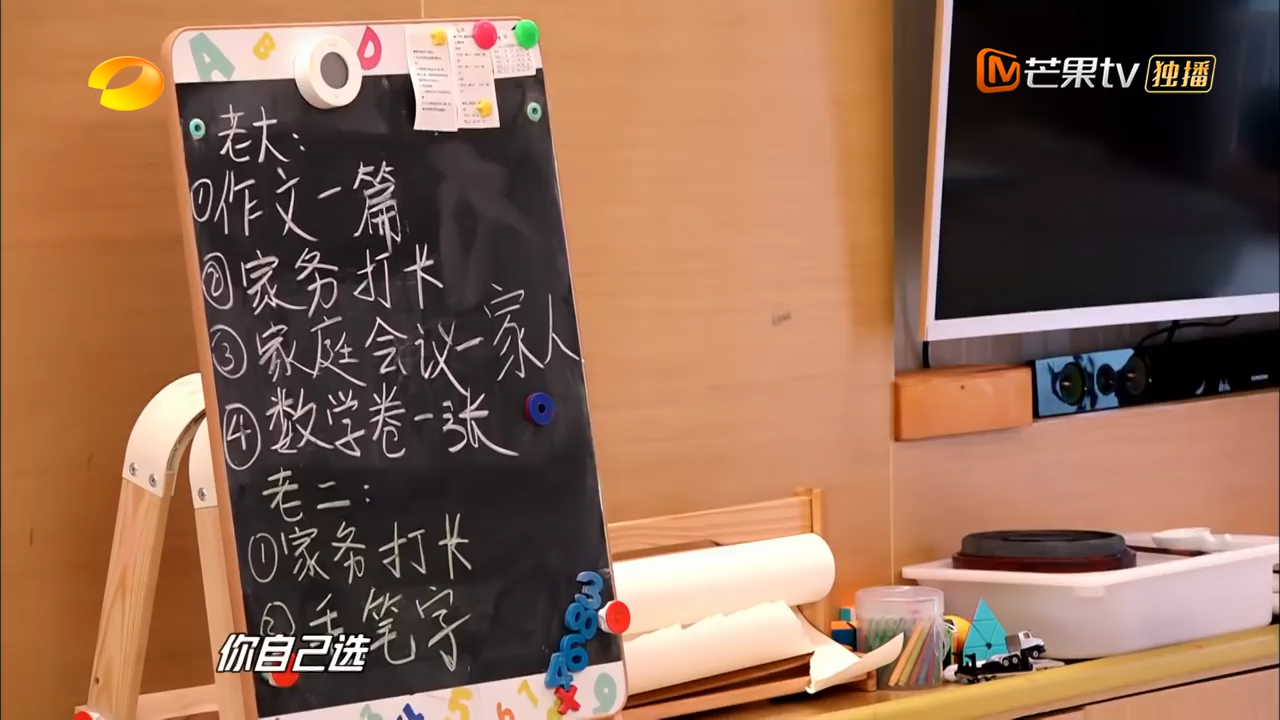 芒果tv 独播
老大:
①作文一篇
②家务打卡
③家庭会议一家人
④数学卷一张
老二:
①家务打卡
②毛笔字
你自己选
SAMSUNG